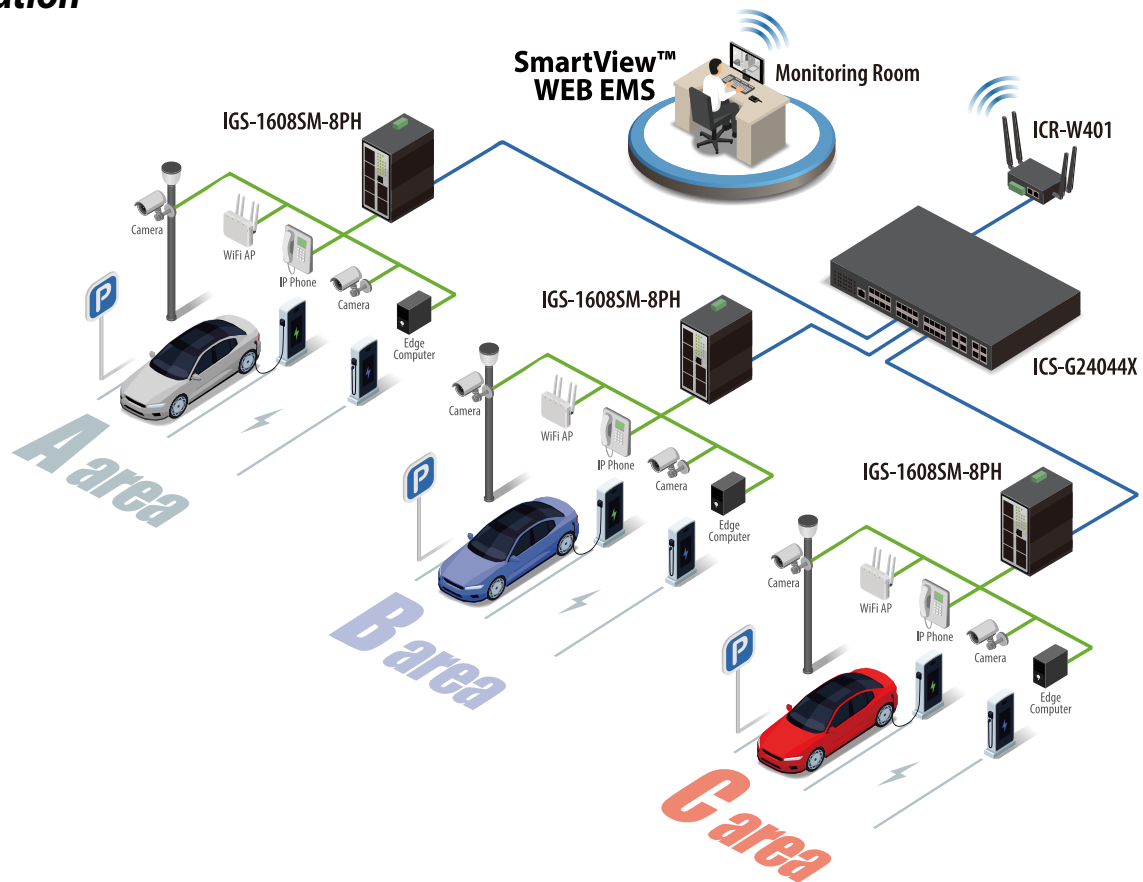 SmartView™
WEB EMS
Monitoring Room
ICR-W401
ICS-G24044X
IGS-1608SM-8PH
Camera
WiFi AP
IP Phone
Camera
Edge
Computer
P
A area
IGS-1608SM-8PH
Camera
WiFi AP
IP Phone
Camera
Edge
Computer
P
B area
IGS-1608SM-8PH
Camera
WiFi AP
IP Phone
Camera
Edge
Computer
P
C area